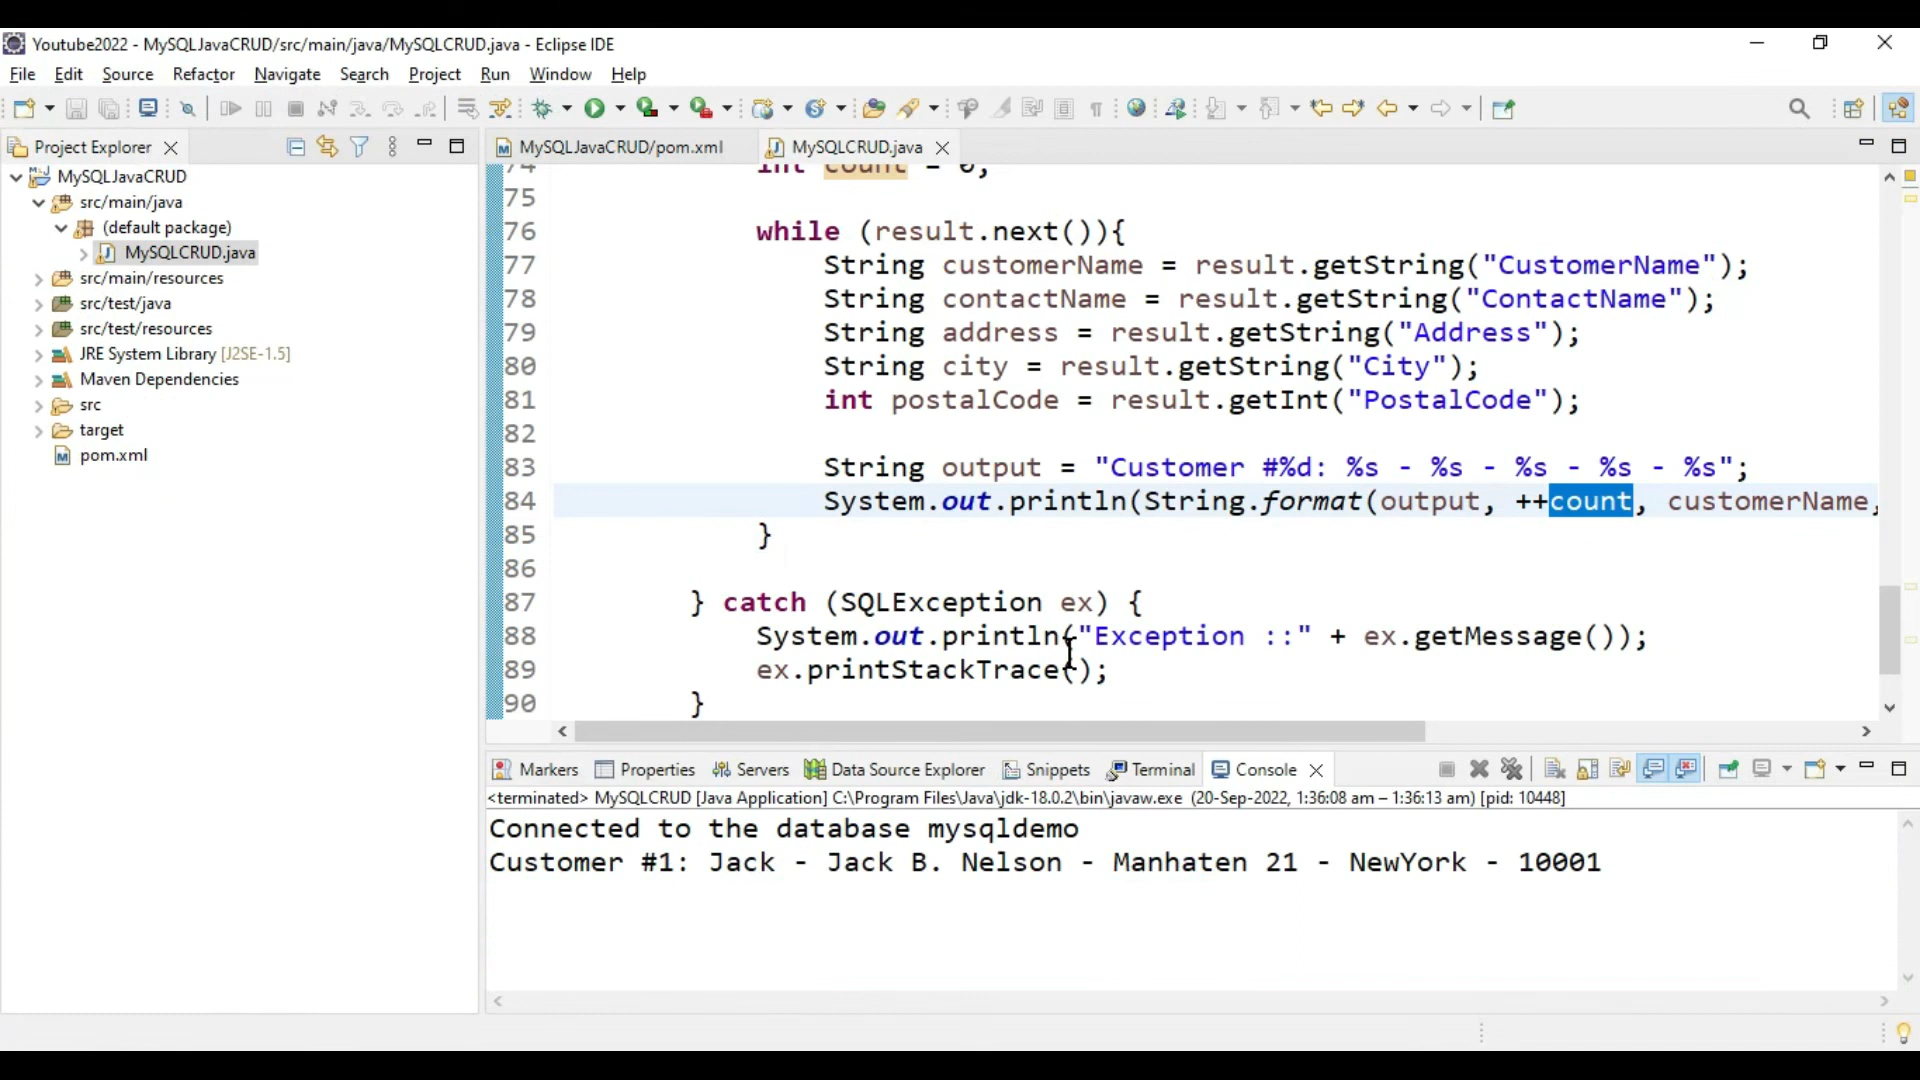 Youtube2022 - MySQLJavaCRUD/src/main/java/MySQLCRUD.java - Eclipse IDE
File Edit Source Refactor Navigate Search Project Run Window Help
Project Explorer
MySQLJavaCRUD
src/main/java
(default package)
MySQLCRUD.java
src/main/resources
src/test/java
src/test/resources
JRE System Library [J2SE-1.5]
Maven Dependencies
src
target
pom.xml
MySQLJavaCRUD/pom.xml MySQLCRUD.java
74 int count = 0;
75
76 while (result.next()){
77 String customerName = result.getString("CustomerName");
78 String contactName = result.getString("ContactName");
79 String address = result.getString("Address");
80 String city = result.getString("City");
81 int postalCode = result.getInt("PostalCode");
82
83 String output = "Customer #%d: %s - %s - %s - %s - %s";
84 System.out.println(String.format(output, ++count, customerName,
85 }
86
87 } catch (SQLException ex) {
88 System.out.println("Exception ::" + ex.getMessage());
89 ex.printStackTrace();
90 }
Markers Properties Servers Data Source Explorer Snippets Terminal Console
<terminated> MySQLCRUD [Java Application] C:\Program Files\Java\jdk-18.0.2\bin\javaw.exe (20-Sep-2022, 1:36:08 am – 1:36:13 am) [pid: 10448]
Connected to the database mysqldemo
Customer #1: Jack - Jack B. Nelson - Manhaten 21 - NewYork - 10001